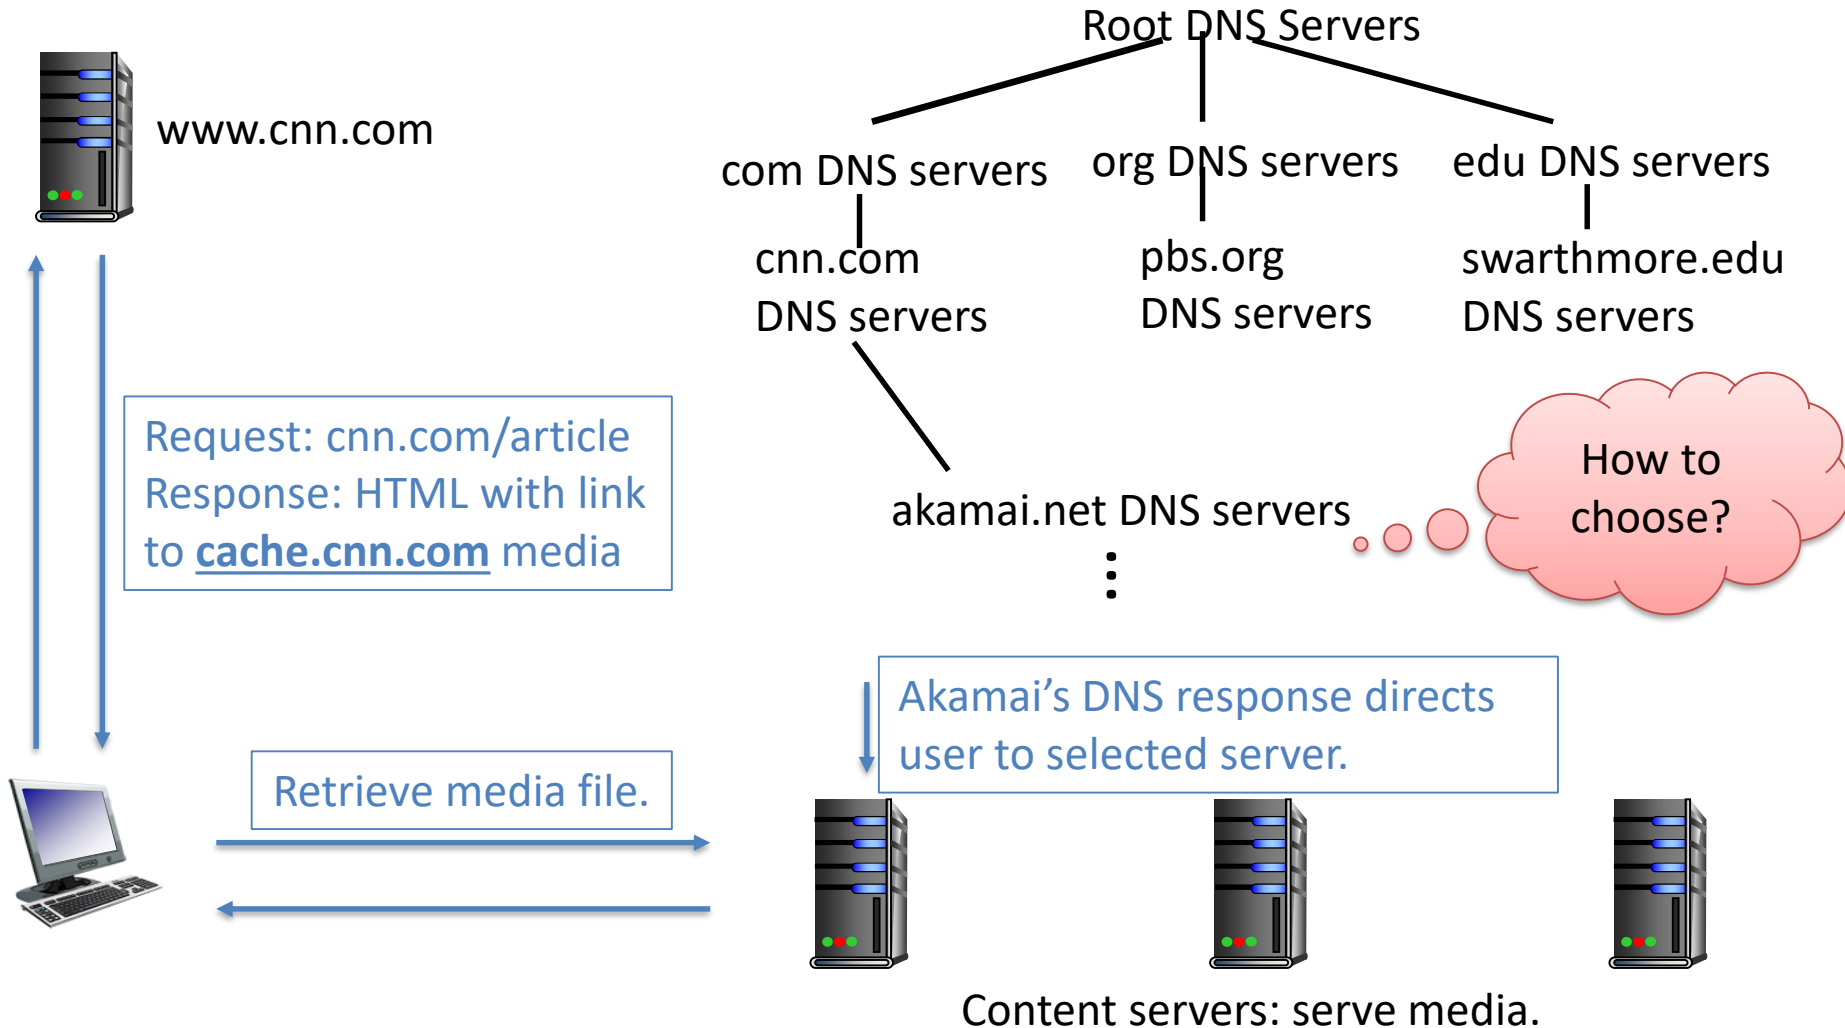 Root DNS Servers
www.cnn.com
com DNS servers
org DNS servers
edu DNS servers
cnn.com
DNS servers
pbs.org
DNS servers
swarthmore.edu
DNS servers
Request: cnn.com/article
Response: HTML with link
to cache.cnn.com media
How to
choose?
akamai.net DNS servers
⋮
Akamai’s DNS response directs
user to selected server.
Retrieve media file.
Content servers: serve media.